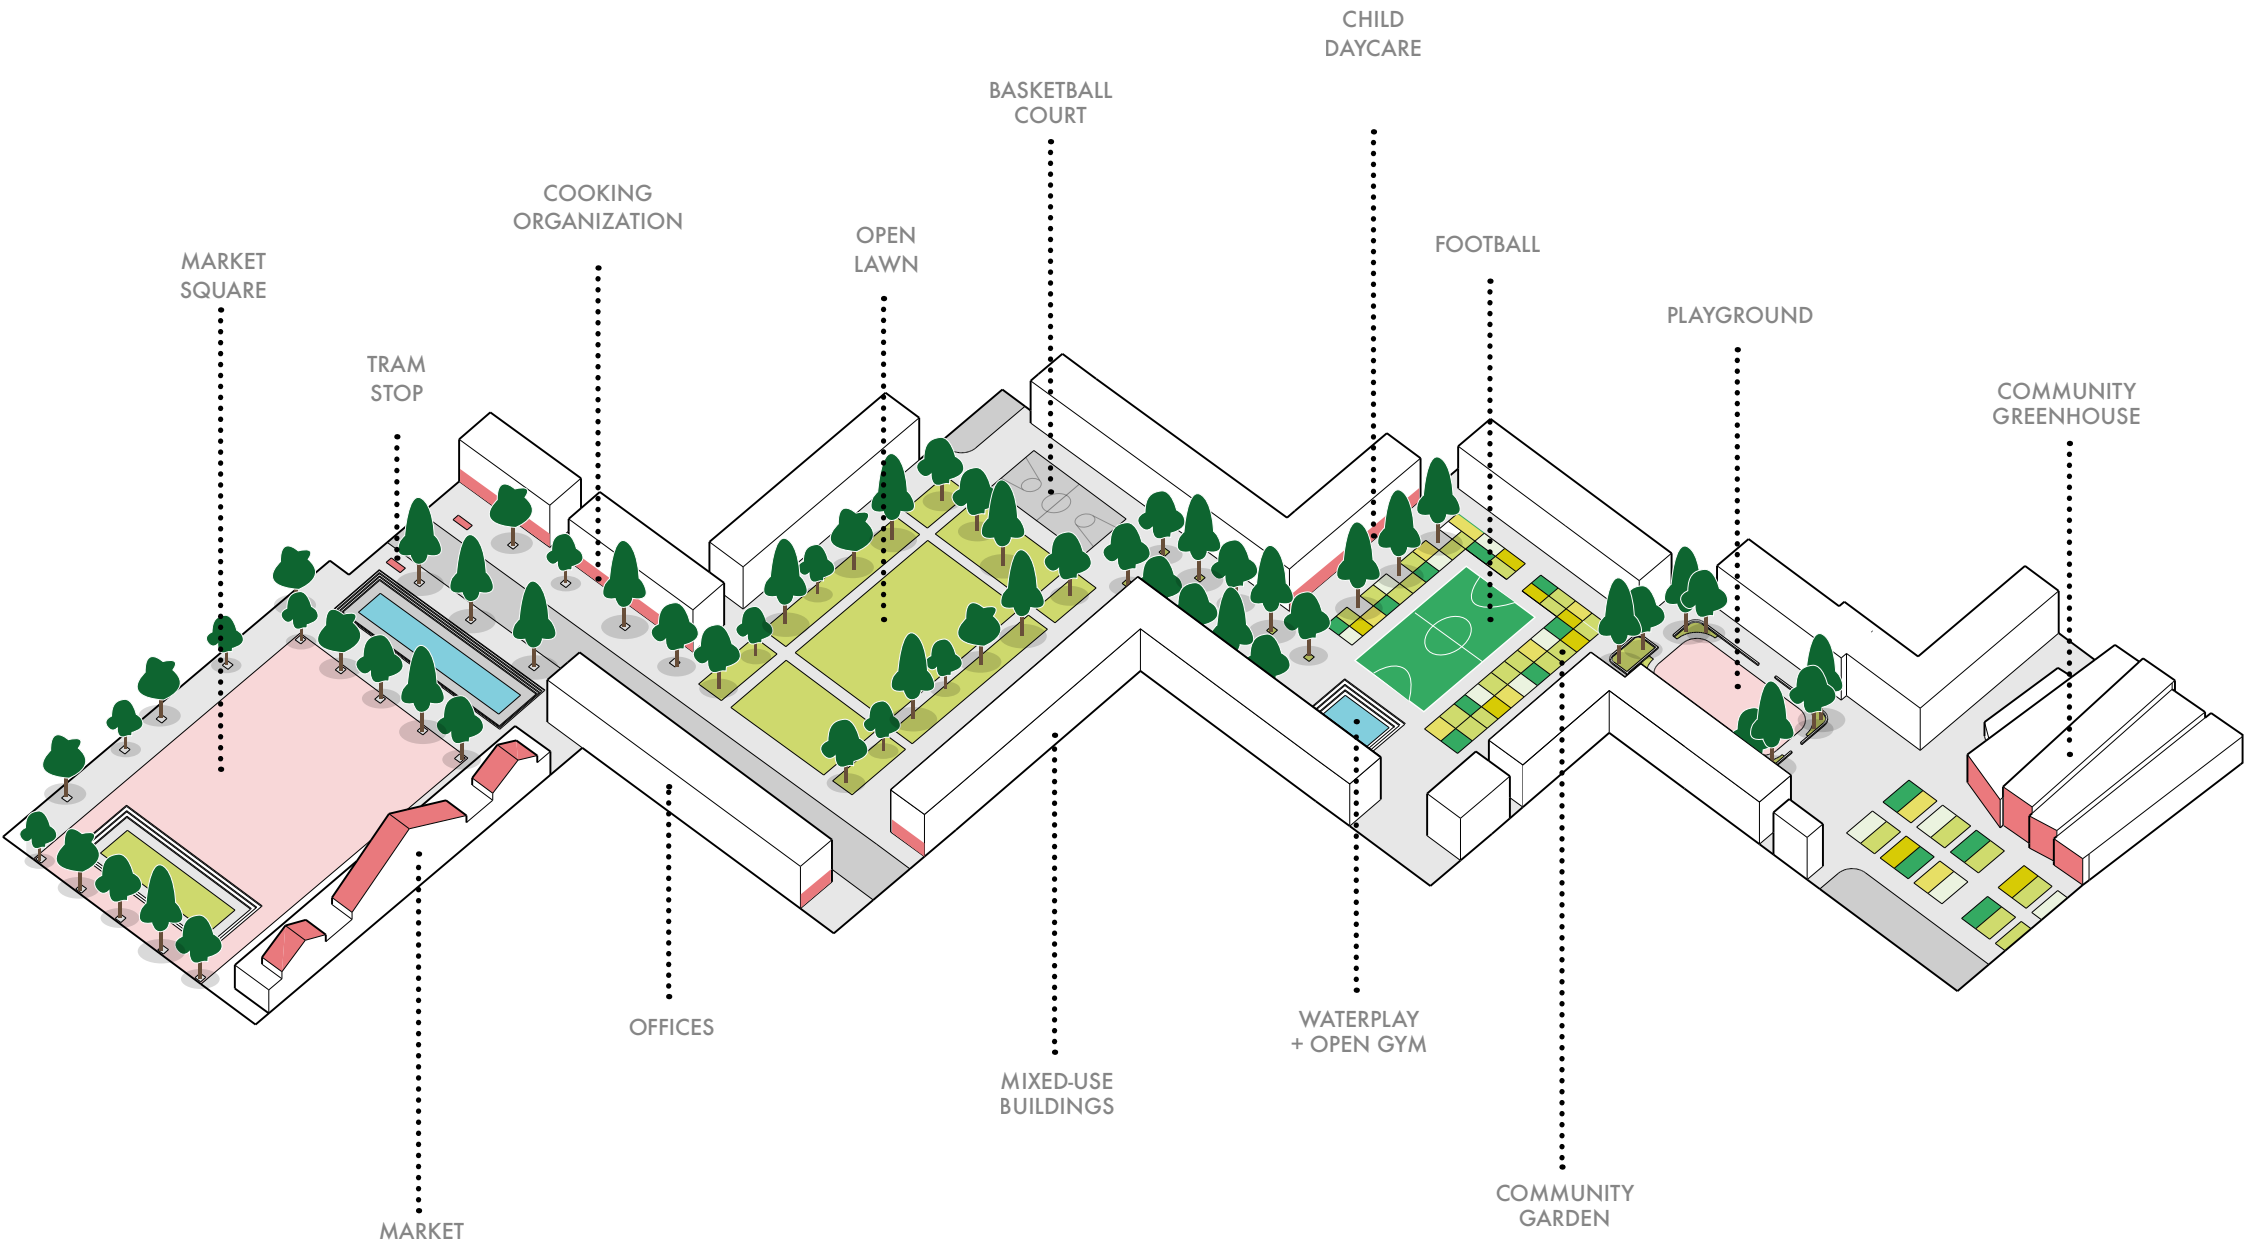 CHILD
DAYCARE
BASKETBALL
COURT
COOKING
ORGANIZATION
OPEN
LAWN
FOOTBALL
MARKET
SQUARE
PLAYGROUND
TRAM
STOP
COMMUNITY
GREENHOUSE
OFFICES
WATERPLAY
+ OPEN GYM
MIXED-USE
BUILDINGS
COMMUNITY
GARDEN
MARKET